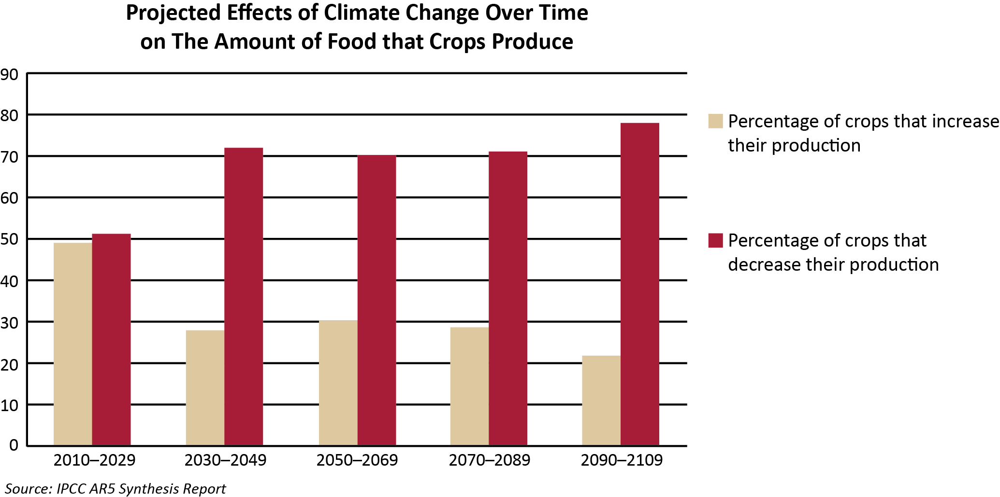 Projected Effects of Climate Change Over Time
on The Amount of Food that Crops Produce
90
80
70
60
50
40
30
20
10
0
2010–2029
2030–2049
2050–2069
2070–2089
2090–2109
Percentage of crops that increase
their production
Percentage of crops that
decrease their production
Source: IPCC AR5 Synthesis Report